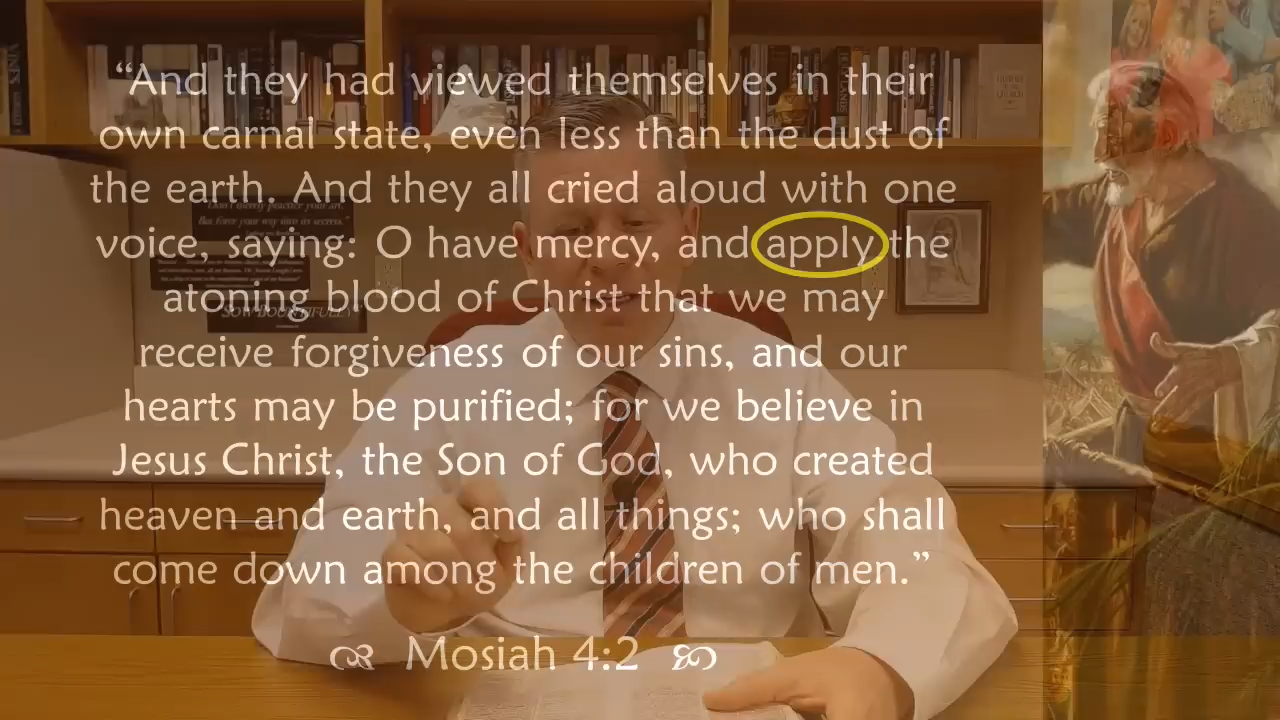 “And they had viewed themselves in their
own carnal state, even less than the dust of
the earth. And they all cried aloud with one
voice, saying: O have mercy, and apply the
atoning blood of Christ that we may
receive forgiveness of our sins, and our
hearts may be purified; for we believe in
Jesus Christ, the Son of God, who created
heaven and earth, and all things; who shall
come down among the children of men.”
Mosiah 4:2
SOW BOUNTIFULLY